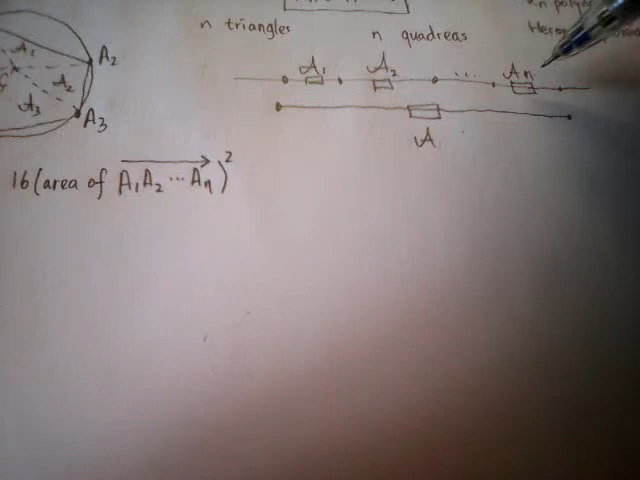 n triangles
n quadreas
A₁ A₂ ... Aₙ
A₁
A₂
A₂
A₃
A₃
A
16(area of A₁A₂ ... Aₙ)²